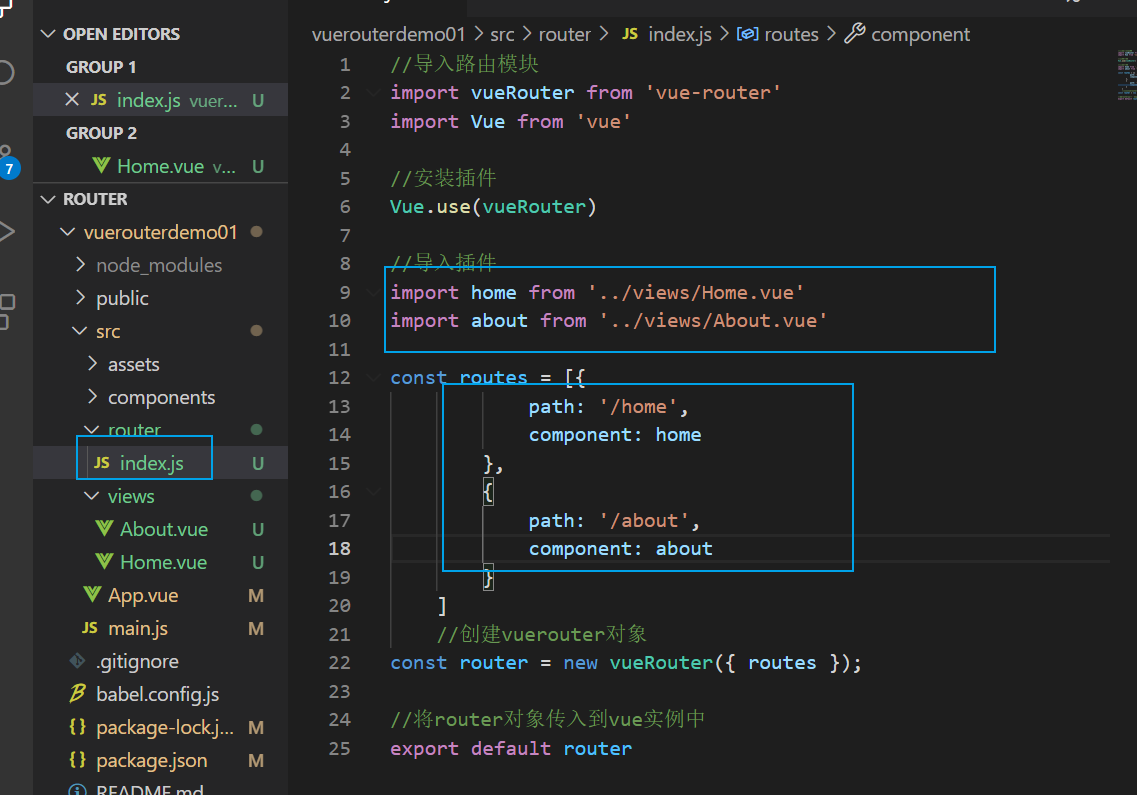 OPEN EDITORS
GROUP 1
JS index.js vuer... U
GROUP 2
Home.vue v... U
7
ROUTER
vuerouterdemo01
node_modules
public
src
assets
components
router
JS index.js U
views
About.vue U
Home.vue U
App.vue M
JS main.js M
.gitignore
babel.config.js
{} package-lock.j... M
{} package.json M
README.md
vuerouterdemo01 > src > router > JS index.js > routes > component
1 //导入路由模块
2 import vueRouter from 'vue-router'
3 import Vue from 'vue'
4
5 //安装插件
6 Vue.use(vueRouter)
7
8 //导入插件
9 import home from '../views/Home.vue'
10 import about from '../views/About.vue'
11
12 const routes = [{
13 path: '/home',
14 component: home
15 },
16 {
17 path: '/about',
18 component: about
19 }
20 ]
21 //创建vuerouter对象
22 const router = new vueRouter({ routes });
23
24 //将router对象传入到vue实例中
25 export default router